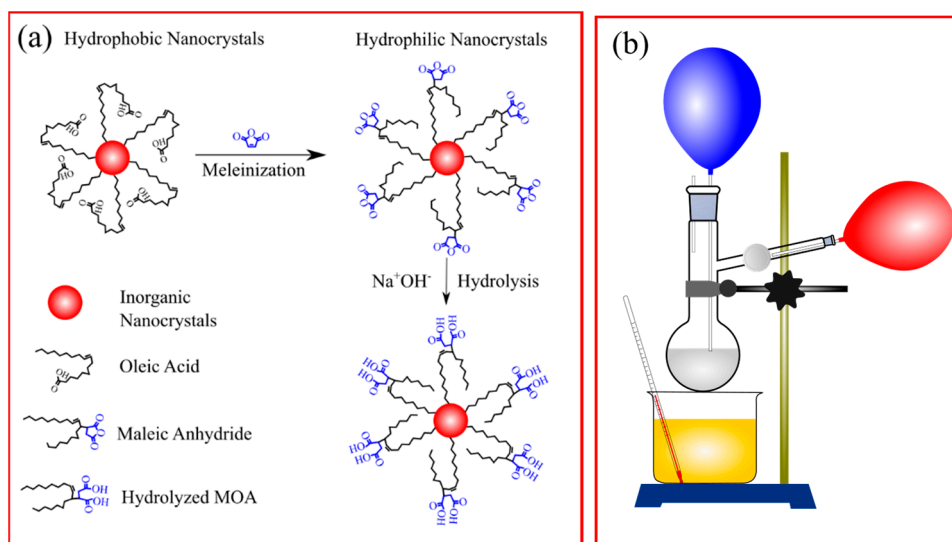 (a)
Hydrophobic Nanocrystals
Hydrophilic Nanocrystals
Meleinization
Na⁺OH⁻
Hydrolysis
Inorganic
Nanocrystals
Oleic Acid
Maleic Anhydride
Hydrolyzed MOA
(b)